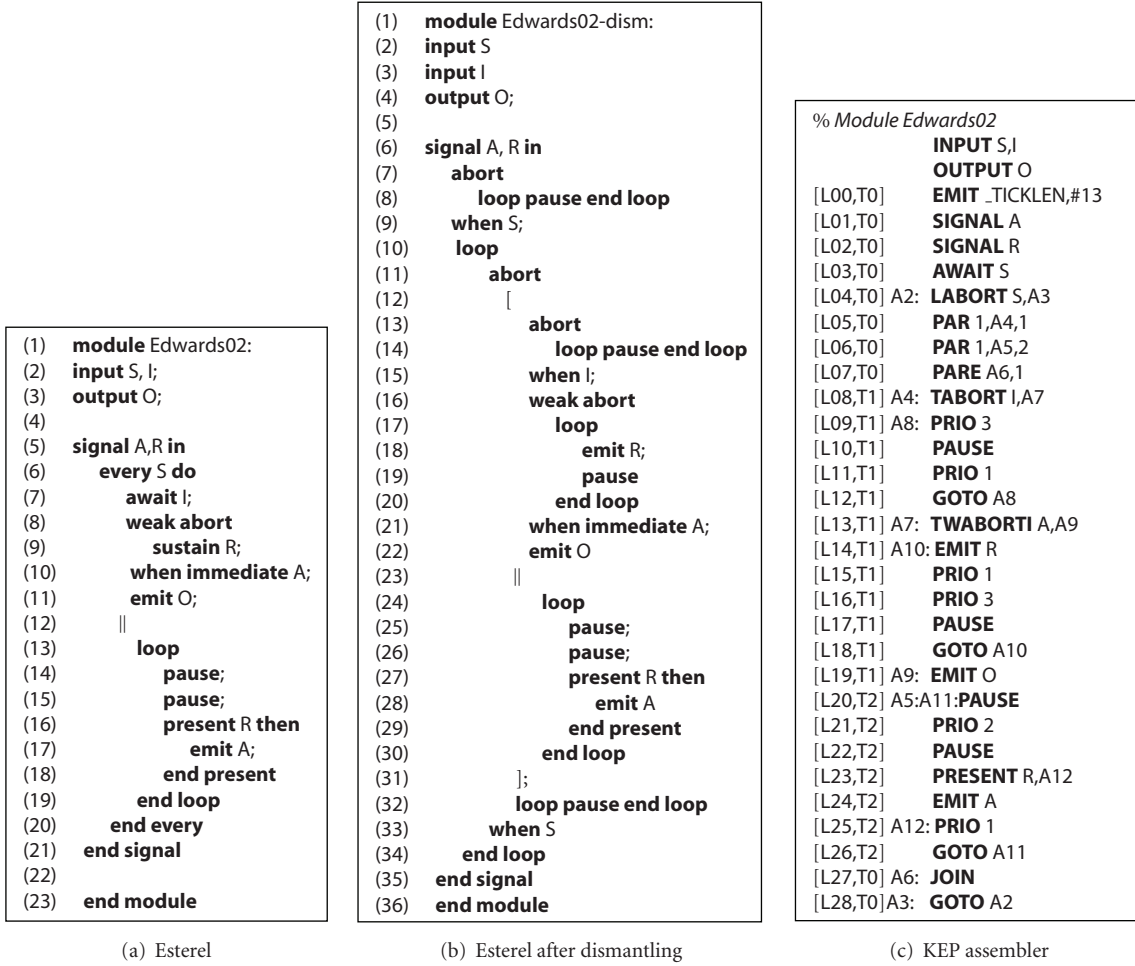 (1) module Edwards02:
(2) input S, I;
(3) output O;
(4)
(5) signal A,R in
(6) every S do
(7) await I;
(8) weak abort
(9) sustain R;
(10) when immediate A;
(11) emit O;
(12) ||
(13) loop
(14) pause;
(15) pause;
(16) present R then
(17) emit A;
(18) end present
(19) end loop
(20) end every
(21) end signal
(22)
(23) end module
(a) Esterel
(1) module Edwards02-dism:
(2) input S
(3) input I
(4) output O;
(5)
(6) signal A, R in
(7) abort
(8) loop pause end loop
(9) when S;
(10) loop
(11) abort
(12) [
(13) abort
(14) loop pause end loop
(15) when I;
(16) weak abort
(17) loop
(18) emit R;
(19) pause
(20) end loop
(21) when immediate A;
(22) emit O
(23) ||
(24) loop
(25) pause;
(26) pause;
(27) present R then
(28) emit A
(29) end present
(30) end loop
(31) ];
(32) loop pause end loop
(33) when S
(34) end loop
(35) end signal
(36) end module
(b) Esterel after dismantling
% Module Edwards02
INPUT S,I
OUTPUT O
[L00,T0] EMIT _TICKLEN,#13
[L01,T0] SIGNAL A
[L02,T0] SIGNAL R
[L03,T0] AWAIT S
[L04,T0] A2: LABORT S,A3
[L05,T0] PAR 1,A4,1
[L06,T0] PAR 1,A5,2
[L07,T0] PARE A6,1
[L08,T1] A4: TABORT I,A7
[L09,T1] A8: PRIO 3
[L10,T1] PAUSE
[L11,T1] PRIO 1
[L12,T1] GOTO A8
[L13,T1] A7: TWABORTI A,A9
[L14,T1] A10: EMIT R
[L15,T1] PRIO 1
[L16,T1] PRIO 3
[L17,T1] PAUSE
[L18,T1] GOTO A10
[L19,T1] A9: EMIT O
[L20,T2] A5:A11:PAUSE
[L21,T2] PRIO 2
[L22,T2] PAUSE
[L23,T2] PRESENT R,A12
[L24,T2] EMIT A
[L25,T2] A12: PRIO 1
[L26,T2] GOTO A11
[L27,T0] A6: JOIN
[L28,T0]A3: GOTO A2
(c) KEP assembler